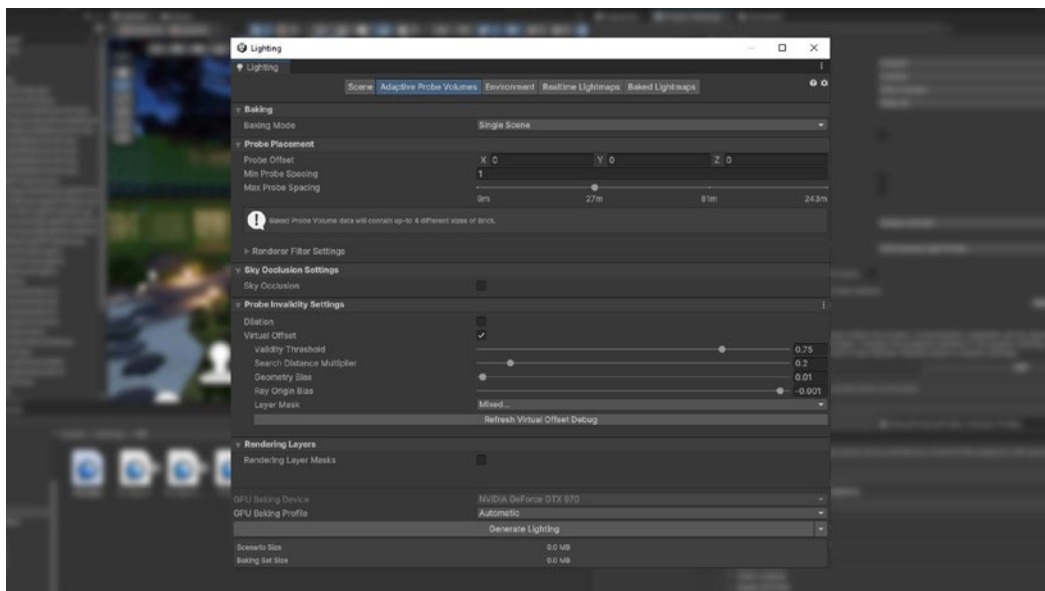 Lighting
Lighting
Scene Adaptive Probe Volumes Environment Realtime Lightmaps Baked Lightmaps
Baking
Baking Mode Single Scene
Probe Placement
Probe Offset X 0 Y 0 Z 0
Min Probe Spacing 1
Max Probe Spacing
9m 27m 81m 243m
Baked Probe Volume data will contain up-to 4 different sizes of Brick.
Renderer Filter Settings
Sky Occlusion Settings
Sky Occlusion
Probe Invalidity Settings
Dilation
Virtual Offset
Validity Threshold 0.75
Search Distance Multiplier 0.2
Geometry Bias 0.01
Ray Origin Bias -0.001
Layer Mask Mixed...
Refresh Virtual Offset Debug
Rendering Layers
Rendering Layer Masks
GPU Baking Device NVIDIA GeForce GTX 970
GPU Baking Profile Automatic
Generate Lighting
Scenario Size 0.0 MB
Baking Set Size 0.0 MB